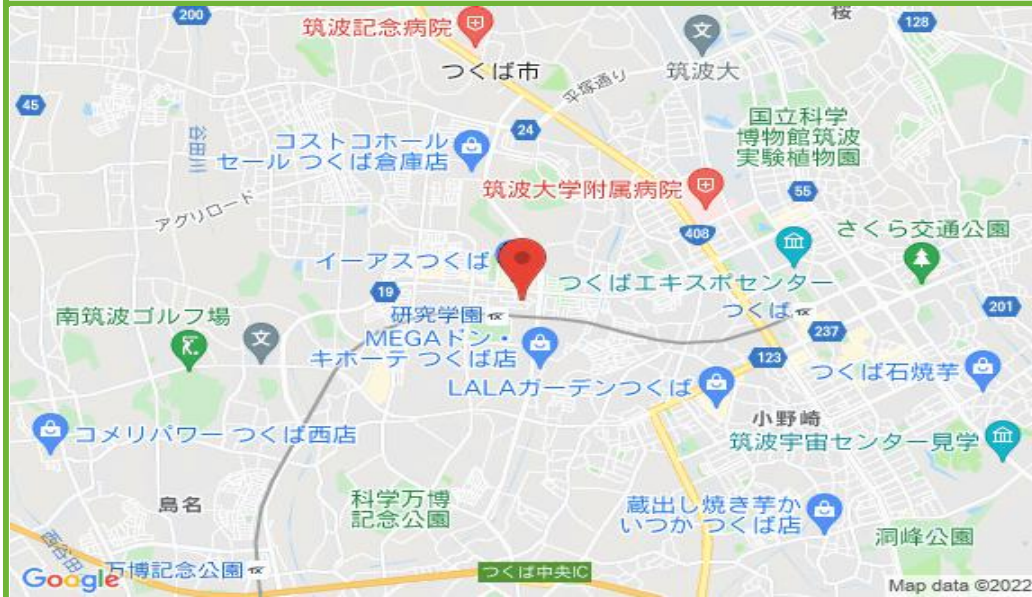 200
筑波記念病院
桜
128
つくば市
筑波大
平塚通り
45
谷田川
コストコホール
セール つくば倉庫店
24
国立科学
博物館筑波
実験植物園
筑波大学附属病院
55
アグリロード
408
さくら交通公園
イーアスつくば
つくばエキスポセンター
19
研究学園
つくば
201
南筑波ゴルフ場
文
MEGAドン・
キホーテ つくば店
237
123
LALAガーデンつくば
つくば石焼芋
小野崎
コメリパワー つくば西店
筑波宇宙センター見学
島名
科学万博
記念公園
蔵出し焼き芋か
いつか つくば店
洞峰公園
西谷田川
万博記念公園
つくば中央IC
Google
Map data ©2022